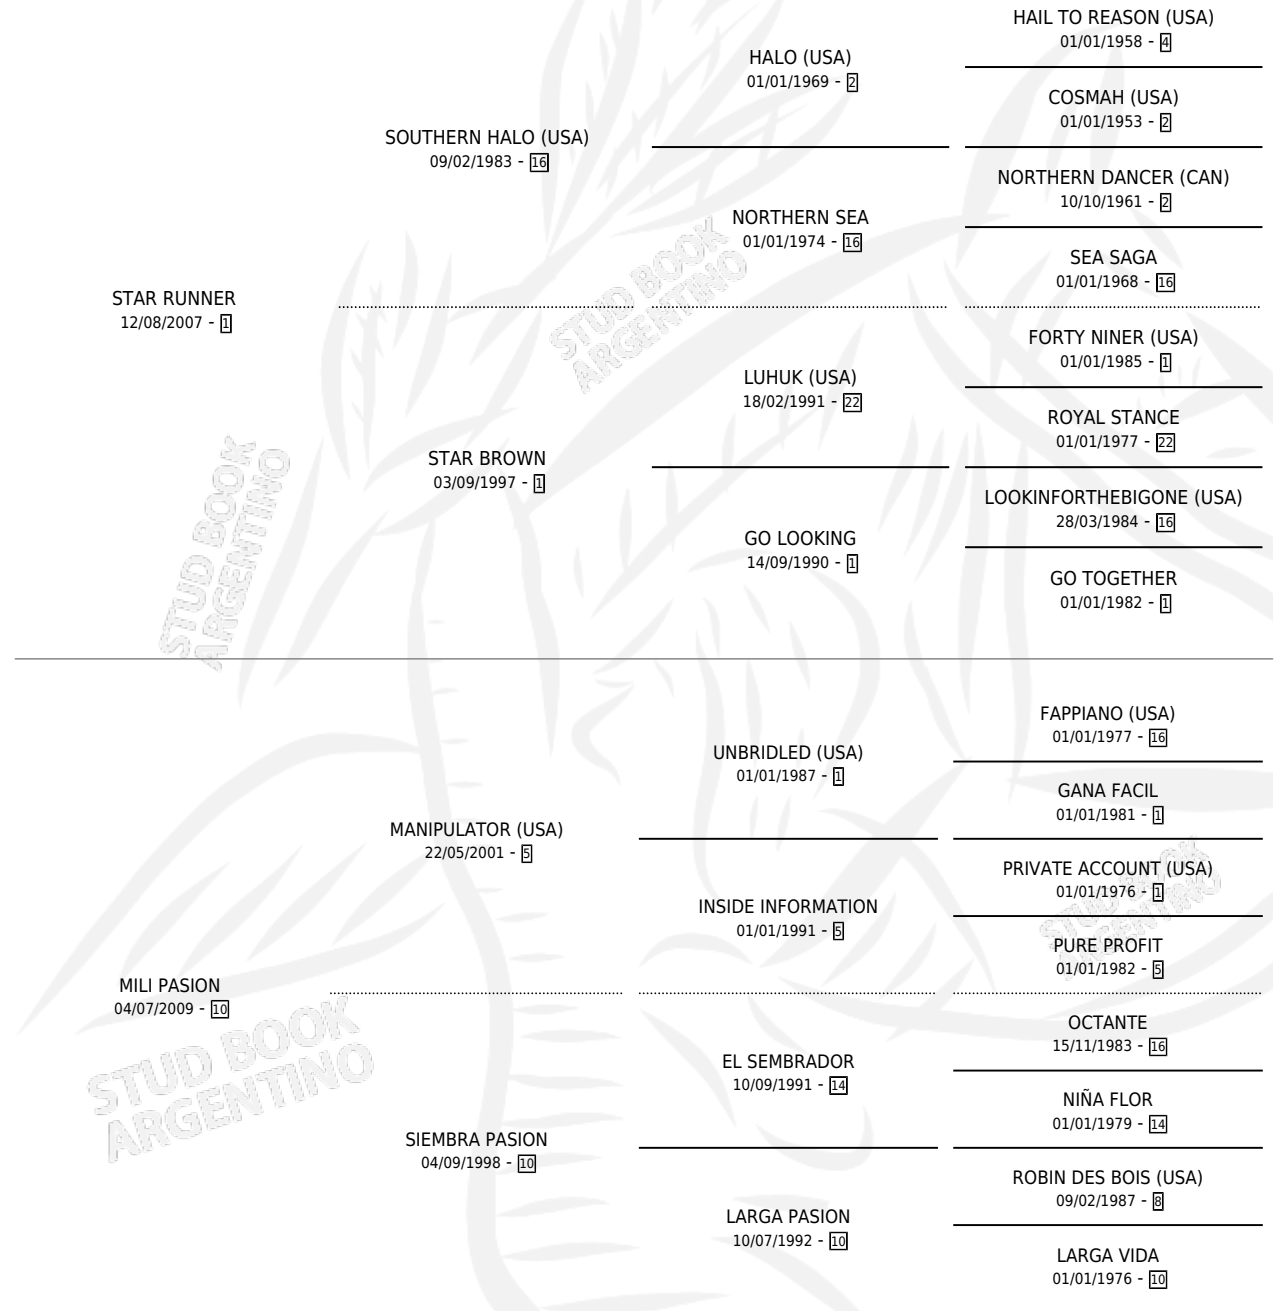 HAIL TO REASON (USA)
01/01/1958 - 4
HALO (USA)
01/01/1969 - 2
COSMAH (USA)
01/01/1953 - 2
SOUTHERN HALO (USA)
09/02/1983 - 16
NORTHERN DANCER (CAN)
10/10/1961 - 2
NORTHERN SEA
01/01/1974 - 16
SEA SAGA
01/01/1968 - 16
STAR RUNNER
12/08/2007 - 1
STUD BOOK
ARGENTINO
FORTY NINER (USA)
01/01/1985 - 1
LUHUK (USA)
18/02/1991 - 22
ROYAL STANCE
01/01/1977 - 22
STAR BROWN
03/09/1997 - 1
LOOKINFORTHEBIGONE (USA)
28/03/1984 - 16
GO LOOKING
14/09/1990 - 1
GO TOGETHER
01/01/1982 - 1
STUD BOOK
ARGENTINO
FAPPIANO (USA)
01/01/1977 - 16
UNBRIDLED (USA)
01/01/1987 - 1
GANA FACIL
01/01/1981 - 1
MANIPULATOR (USA)
22/05/2001 - 5
PRIVATE ACCOUNT (USA)
01/01/1976 - 1
INSIDE INFORMATION
01/01/1991 - 5
STUD BOOK
ARGENTINO
PURE PROFIT
01/01/1982 - 5
MILI PASION
04/07/2009 - 10
STUD BOOK
ARGENTINO
OCTANTE
15/11/1983 - 16
EL SEMBRADOR
10/09/1991 - 14
NIÑA FLOR
01/01/1979 - 14
SIEMBRA PASION
04/09/1998 - 10
ROBIN DES BOIS (USA)
09/02/1987 - 8
LARGA PASION
10/07/1992 - 10
LARGA VIDA
01/01/1976 - 10